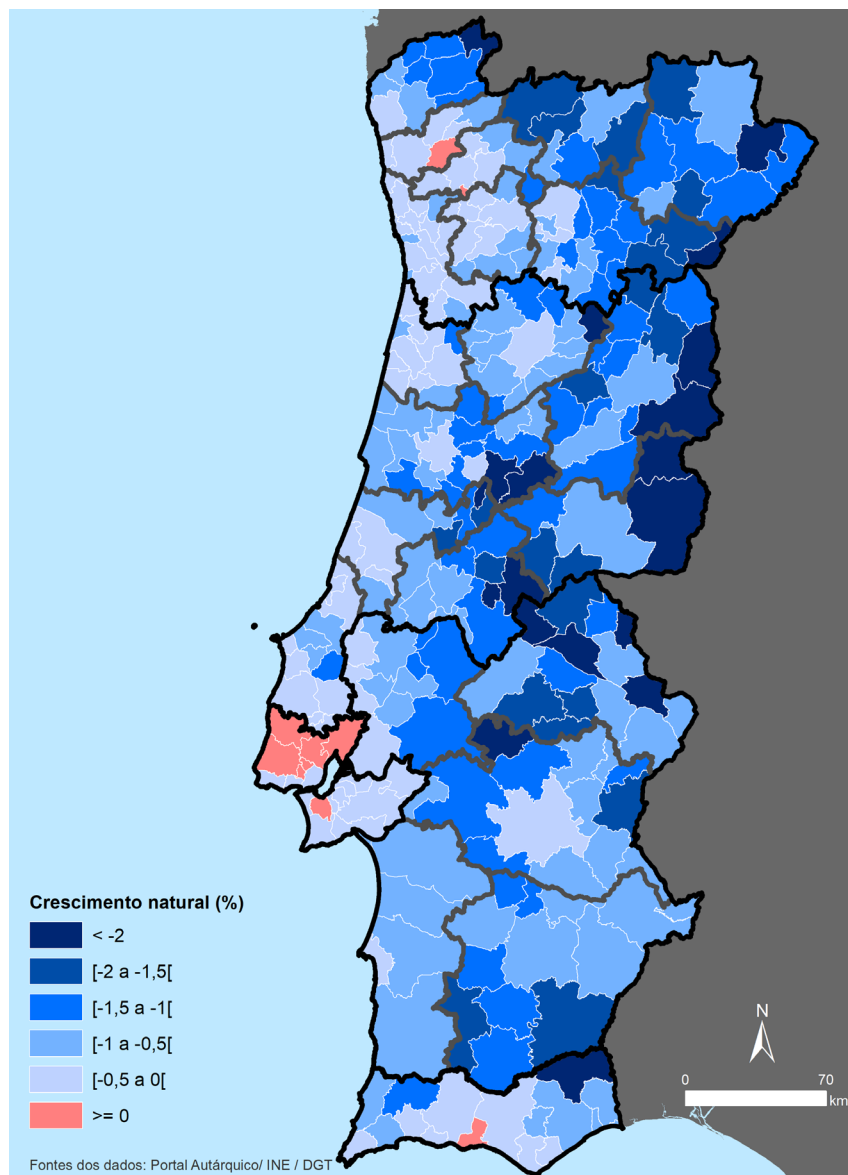 Crescimento natural (%)
< -2
[-2 a -1,5[
[-1,5 a -1[
[-1 a -0,5[
[-0,5 a 0[
>= 0
N
0 70
km
Fontes dos dados: Portal Autárquico/ INE / DGT